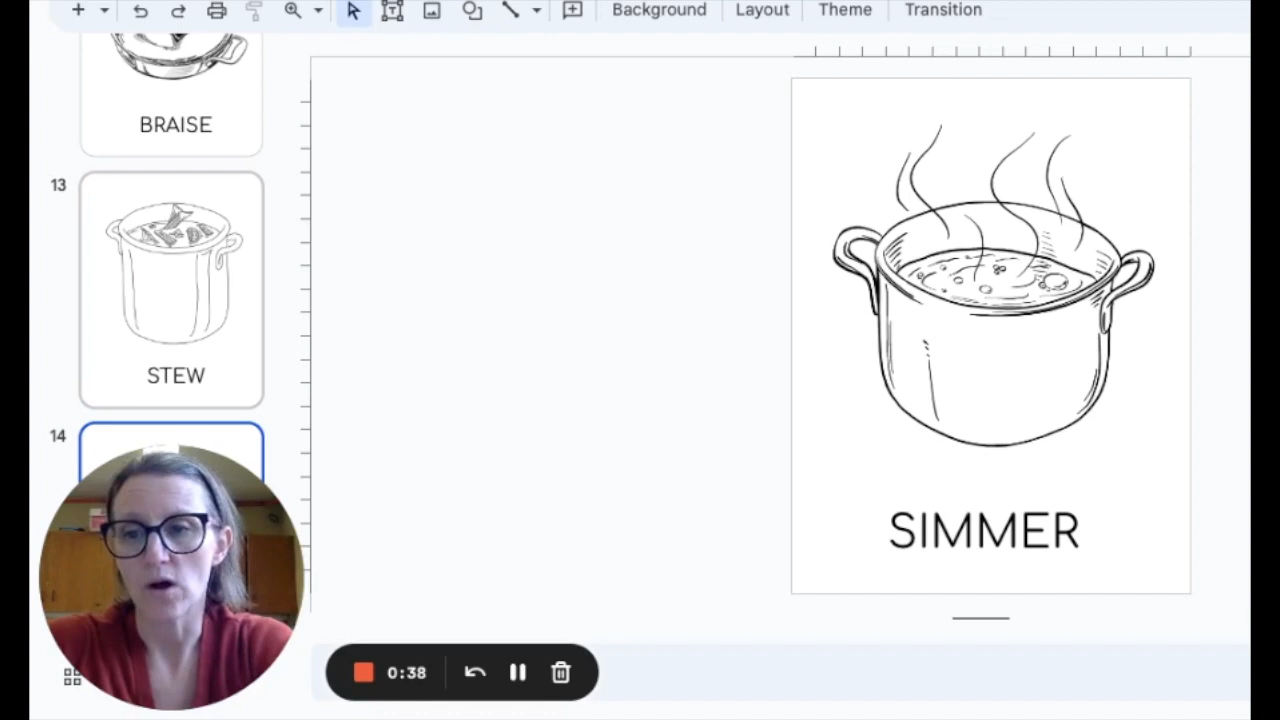 Background Layout Theme Transition
BRAISE
13
STEW
14
SIMMER
0:38